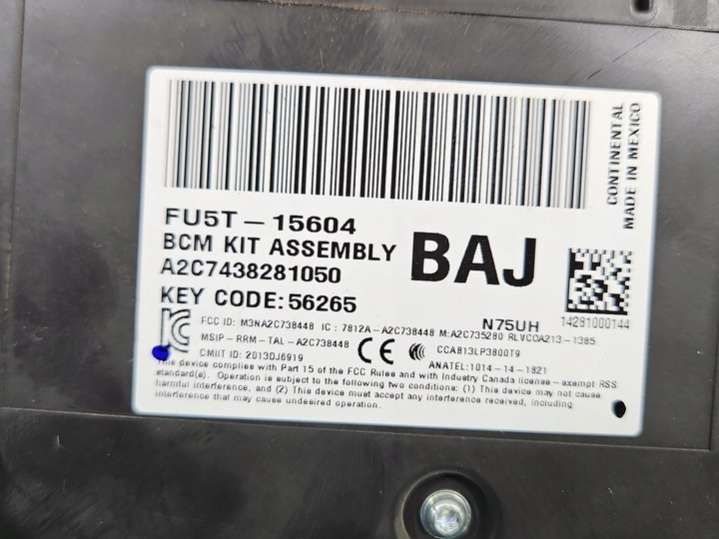 FU5T-15604
BCM KIT ASSEMBLY
BAJ
A2C7438281050
KEY CODE:56265
CONTINENTAL
MADE IN MEXICO
N75UH
14281000144
FCC ID: M3NA2C738448 IC: 7812A-A2C738448 M:A2C735280 RLVCOA213-1385
MSIP-RRM-TAL-A2C738448
CE
CCAB13LP3800T9
CMIIT ID: 2013DJ6919
ANATEL:1014-14-1821
This device complies with Part 15 of the FCC Rules and with Industry Canada license-exempt RSS
standard(s). Operation is subject to the following two conditions: (1) This device may not cause
harmful interference, and (2) This device must accept any interference received, including
interference that may cause undesired operation.